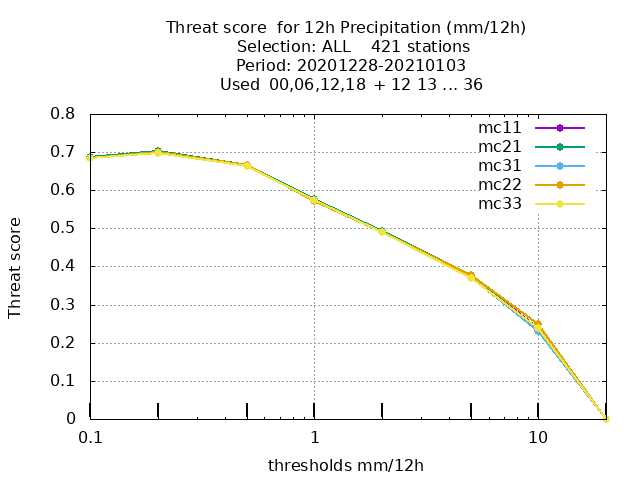 Threat score  for 12h Precipitation (mm/12h)
Selection: ALL    421 stations
Period: 20201228-20210103
Used  00,06,12,18  + 12 13 ... 36
mc11
mc21
mc31
mc22
mc33
Threat score
0.8
0.7
0.6
0.5
0.4
0.3
0.2
0.1
0
0.1
1
10
thresholds mm/12h